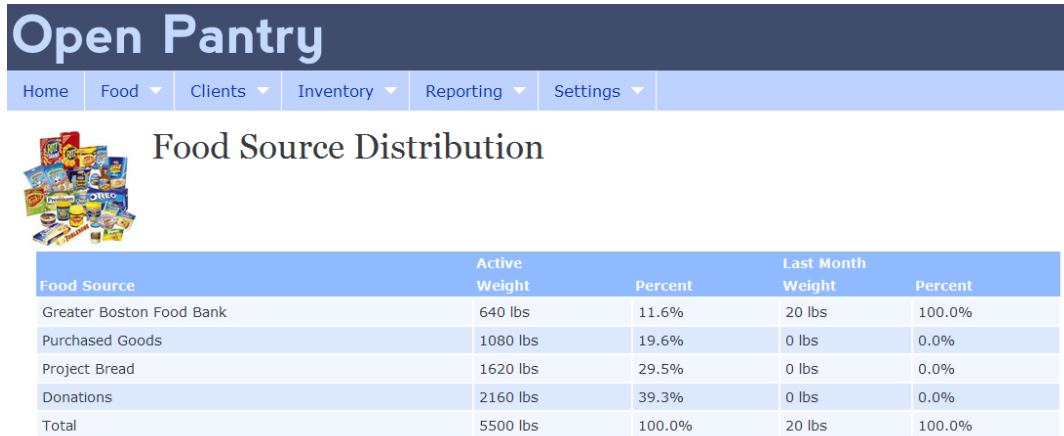 Open Pantry
Home Food Clients Inventory Reporting Settings
Food Source Distribution
RITZ
OREO
Premium
Active Last Month
Food Source Weight Percent Weight Percent
Greater Boston Food Bank 640 lbs 11.6% 20 lbs 100.0%
Purchased Goods 1080 lbs 19.6% 0 lbs 0.0%
Project Bread 1620 lbs 29.5% 0 lbs 0.0%
Donations 2160 lbs 39.3% 0 lbs 0.0%
Total 5500 lbs 100.0% 20 lbs 100.0%